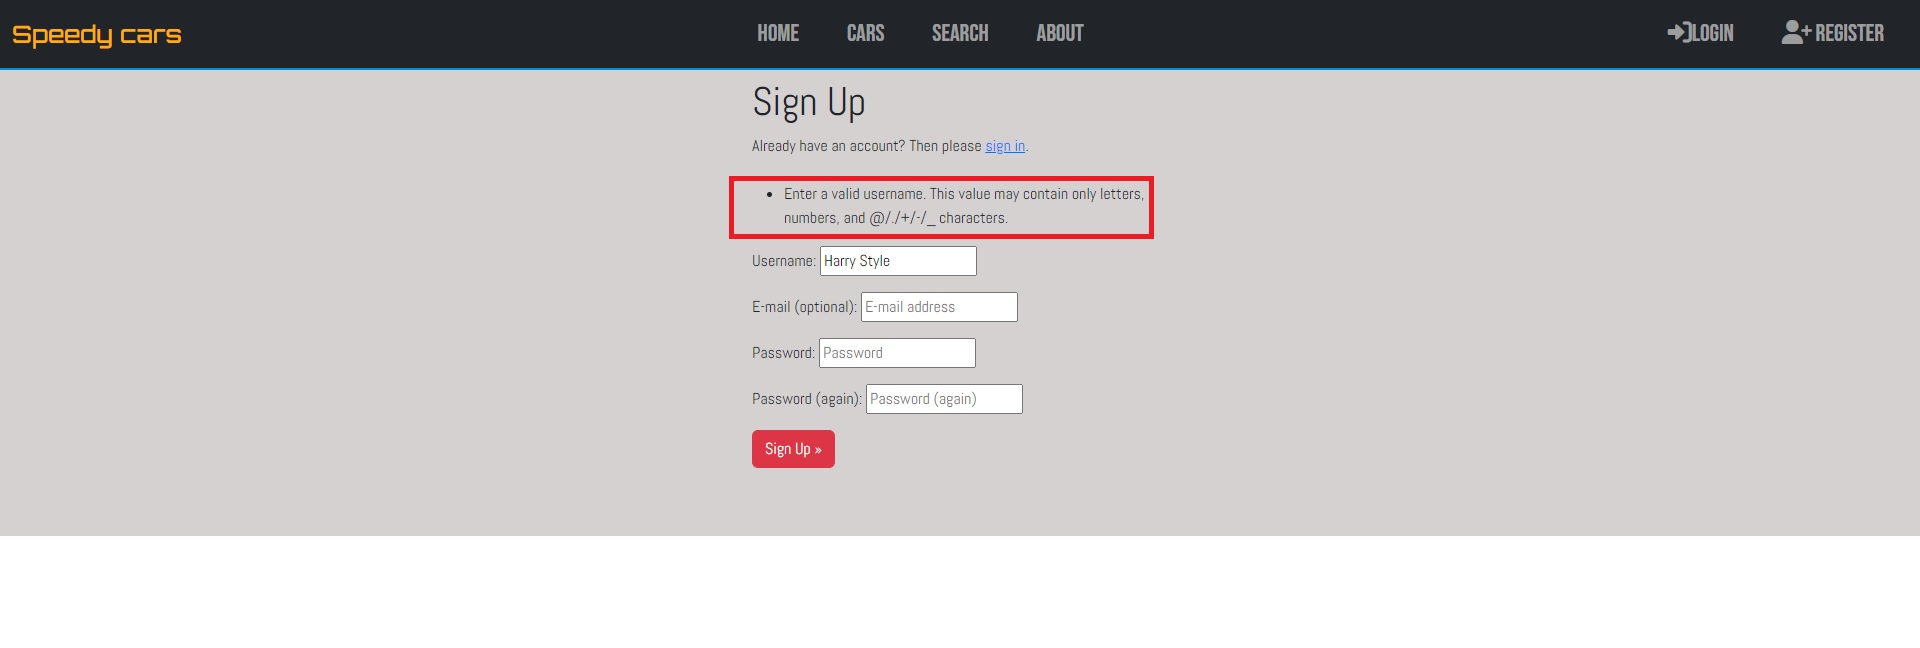 Speedy cars
HOME
CARS
SEARCH
ABOUT
LOGIN
REGISTER
Sign Up
Already have an account? Then please sign in.
Enter a valid username. This value may contain only letters,
numbers, and @/./+/-/_ characters.
Username: Harry Style
E-mail (optional): E-mail address
Password: Password
Password (again): Password (again)
Sign Up »